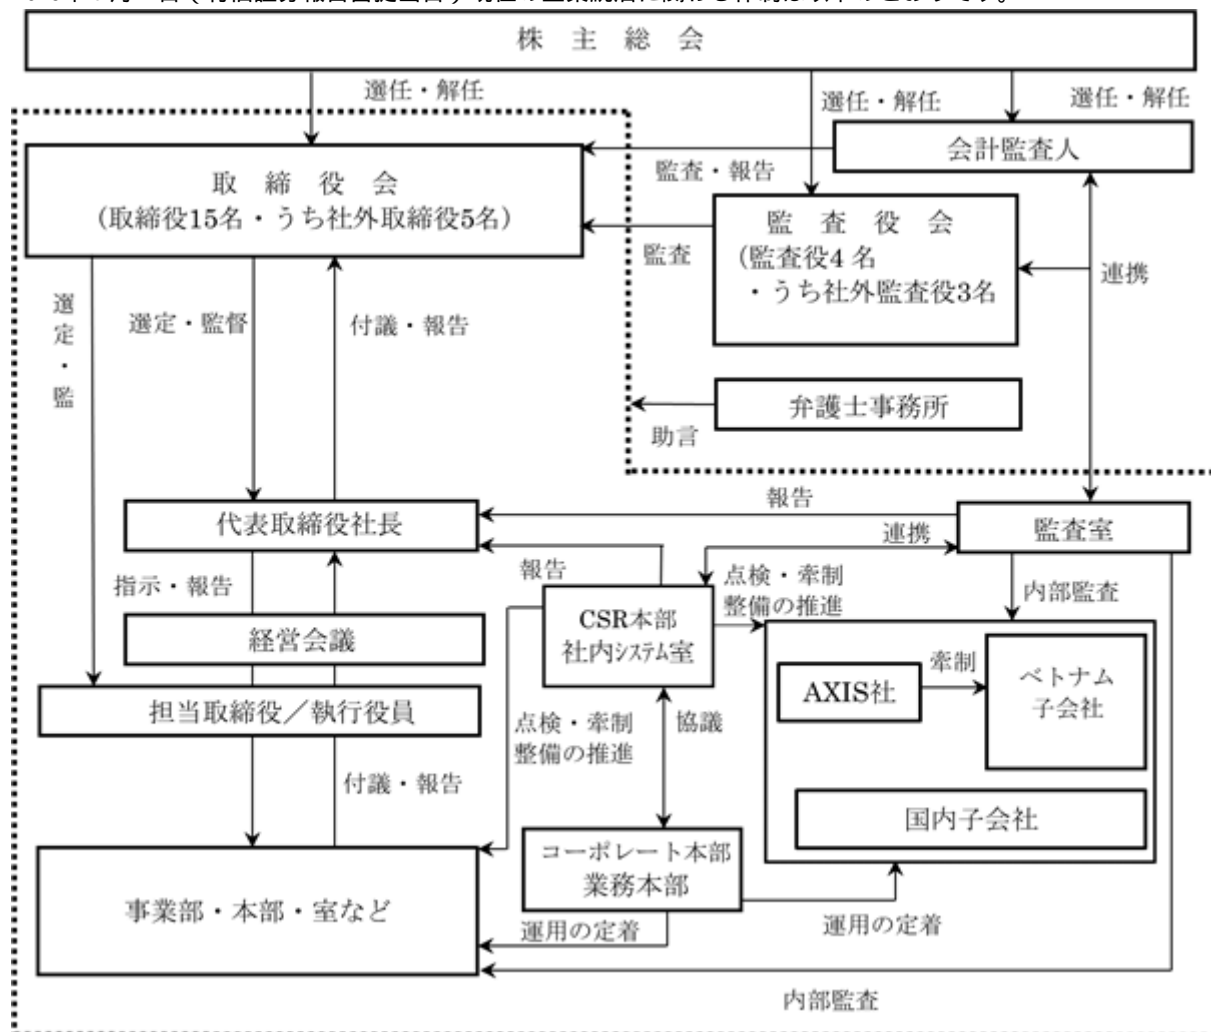 株 主 総 会
選任・解任
選任・解任
選任・解任
会計監査人
取 締 役 会
(取締役15名・うち社外取締役5名)
監査・報告
監 査 役 会
(監査役4 名
・うち社外監査役3名
監査
連携
選定・監
選定・監督
付議・報告
弁護士事務所
助言
報告
代表取締役社長
監査室
連携
指示・報告
報告
点検・牽制
整備の推進
内部監査
CSR本部
社内ｼｽﾃﾑ室
経営会議
AXIS社
牽制
ベトナム
子会社
担当取締役／執行役員
点検・牽制
整備の推進
協議
付議・報告
国内子会社
コーポレート本部
業務本部
事業部・本部・室など
運用の定着
運用の定着
内部監査